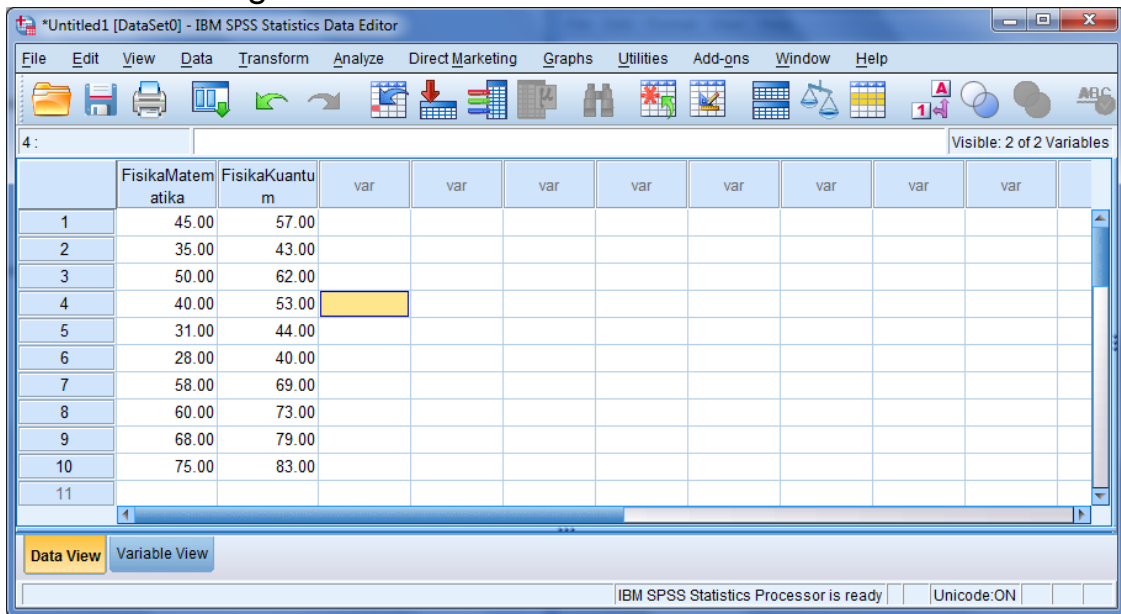 *Untitled1 [DataSet0] - IBM SPSS Statistics Data Editor
File Edit View Data Transform Analyze Direct Marketing Graphs Utilities Add-ons Window Help
4 :
Visible: 2 of 2 Variables
FisikaMatem FisikaKuantu var var var var var var var var
atika m
1 45.00 57.00
2 35.00 43.00
3 50.00 62.00
4 40.00 53.00
5 31.00 44.00
6 28.00 40.00
7 58.00 69.00
8 60.00 73.00
9 68.00 79.00
10 75.00 83.00
11
Data View Variable View
IBM SPSS Statistics Processor is ready Unicode:ON